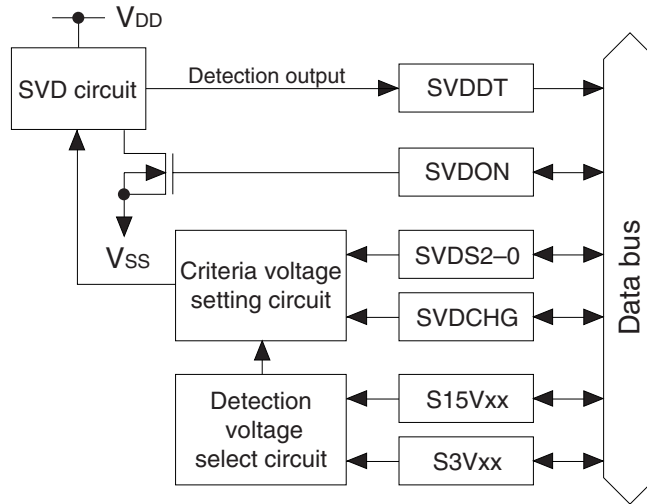 VDD
SVD circuit
Detection output
SVDDT
SVDON
VSS
Criteria voltage
setting circuit
SVDS2–0
SVDCHG
Detection
voltage
select circuit
S15Vxx
S3Vxx
Data bus